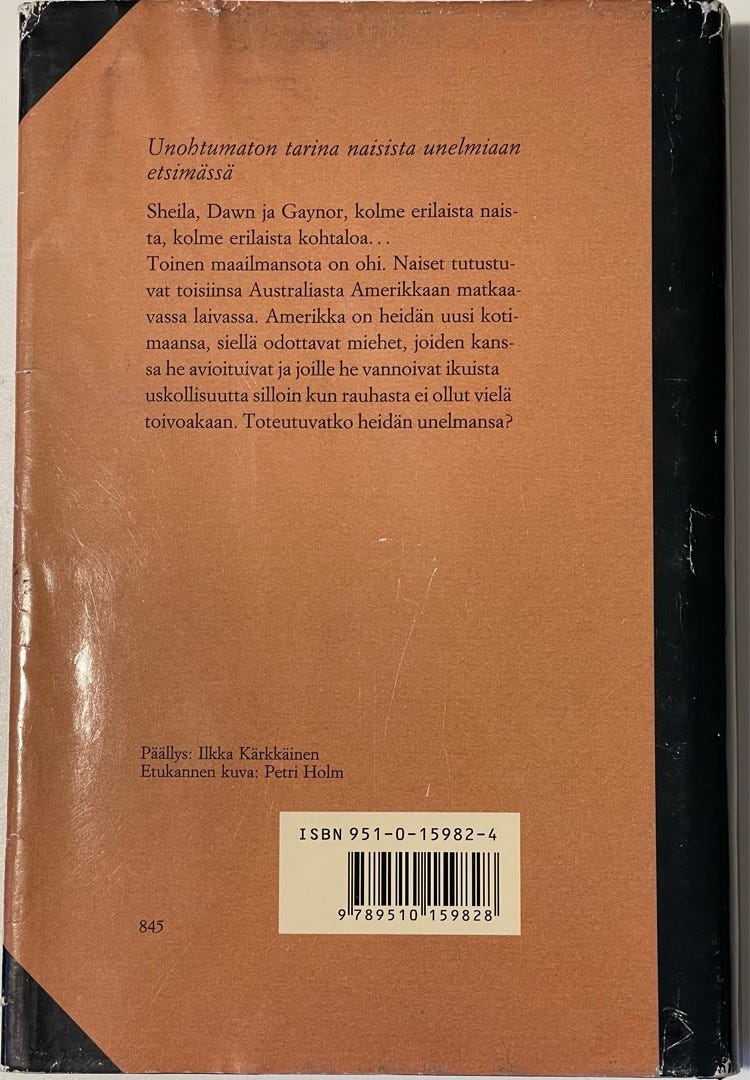 Unohtumaton tarina naisista unelmiaan
etsimässä
Sheila, Dawn ja Gaynor, kolme erilaista nais-
ta, kolme erilaista kohtaloa...
Toinen maailmansota on ohi. Naiset tutustu-
vat toisiinsa Australiasta Amerikkaan matkaa-
vassa laivassa. Amerikka on heidän uusi koti-
maansa, siellä odottavat miehet, joiden kans-
sa he avioituivat ja joille he vannoivat ikuista
uskollisuutta silloin kun rauhasta ei ollut vielä
toivoakaan. Toteutuvatko heidän unelmansa?
Päällys: Ilkka Kärkkäinen
Etukannen kuva: Petri Holm
ISBN 951-0-15982-4
9 789510 159828
845